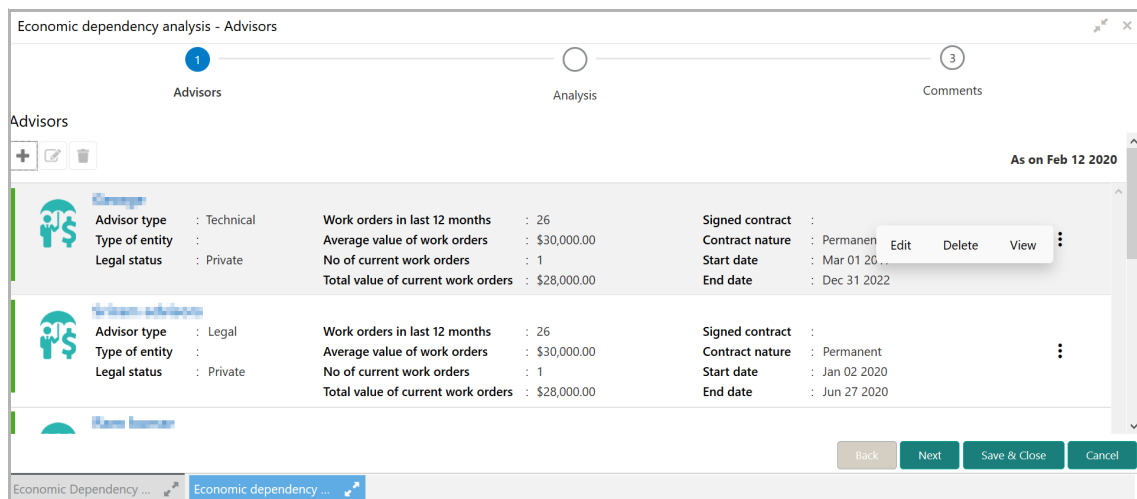 Economic dependency analysis - Advisors
1
3
Advisors
Analysis
Comments
Advisors
As on Feb 12 2020
Advisor type : Technical Work orders in last 12 months : 26 Signed contract :
Type of entity : Average value of work orders : $30,000.00 Contract nature : Permanen
Legal status : Private No of current work orders : 1 Start date : Mar 01
Total value of current work orders : $28,000.00 End date : Dec 31 2022
Edit Delete View
Advisor type : Legal Work orders in last 12 months : 26 Signed contract :
Type of entity : Average value of work orders : $30,000.00 Contract nature : Permanent
Legal status : Private No of current work orders : 1 Start date : Jan 02 2020
Total value of current work orders : $28,000.00 End date : Jun 27 2020
Back Next Save & Close Cancel
Economic Dependency ... Economic dependency ...